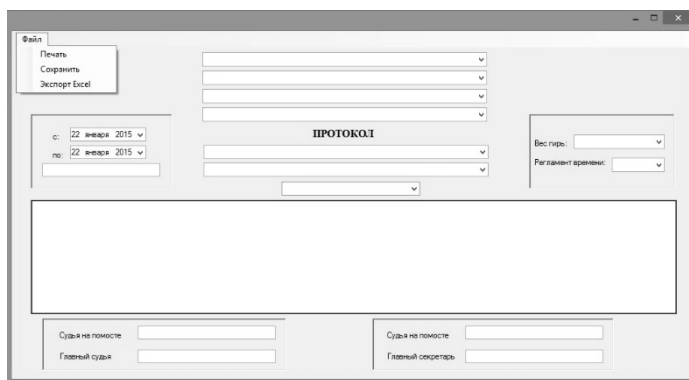 Файл
Печать
Сохранить
Экспорт Excel
ПРОТОКОЛ
с: 22 января 2015
по: 22 января 2015
Вес гирь:
Регламент времени:
Судья на помосте
Главный судья
Судья на помосте
Главный секретарь